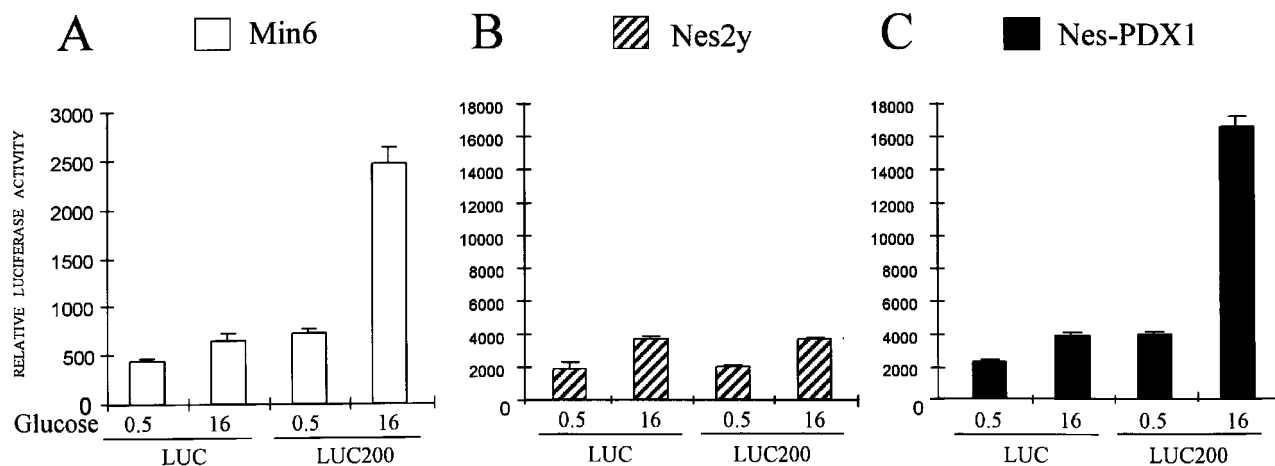 A Min6
B Nes2y
C Nes-PDX1
RELATIVE LUCIFERASE ACTIVITY
3000
2500
2000
1500
1000
500
0
Glucose 0.5 16 0.5 16
LUC LUC200
18000
16000
14000
12000
10000
8000
6000
4000
2000
0
0.5 16 0.5 16
LUC LUC200
18000
16000
14000
12000
10000
8000
6000
4000
2000
0
0.5 16 0.5 16
LUC LUC200